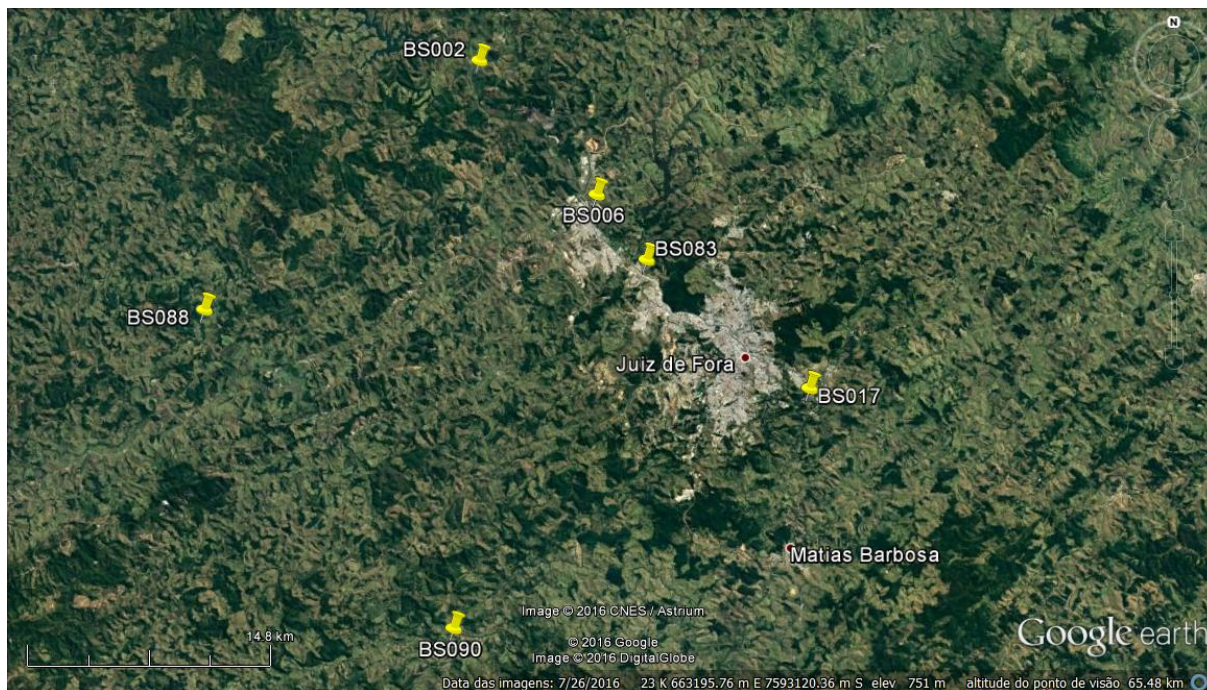 N
BS002
BS006
BS083
BS088
Juiz de Fora
BS017
Matias Barbosa
Image © 2016 CNES / Astrium
14.8 km
BS090
© 2016 Google
Image © 2016 DigitalGlobe
Google earth
Data das imagens: 7/26/2016 23 K 663195.76 m E 7593120.36 m S elev 751 m altitude do ponto de visão 65.48 km